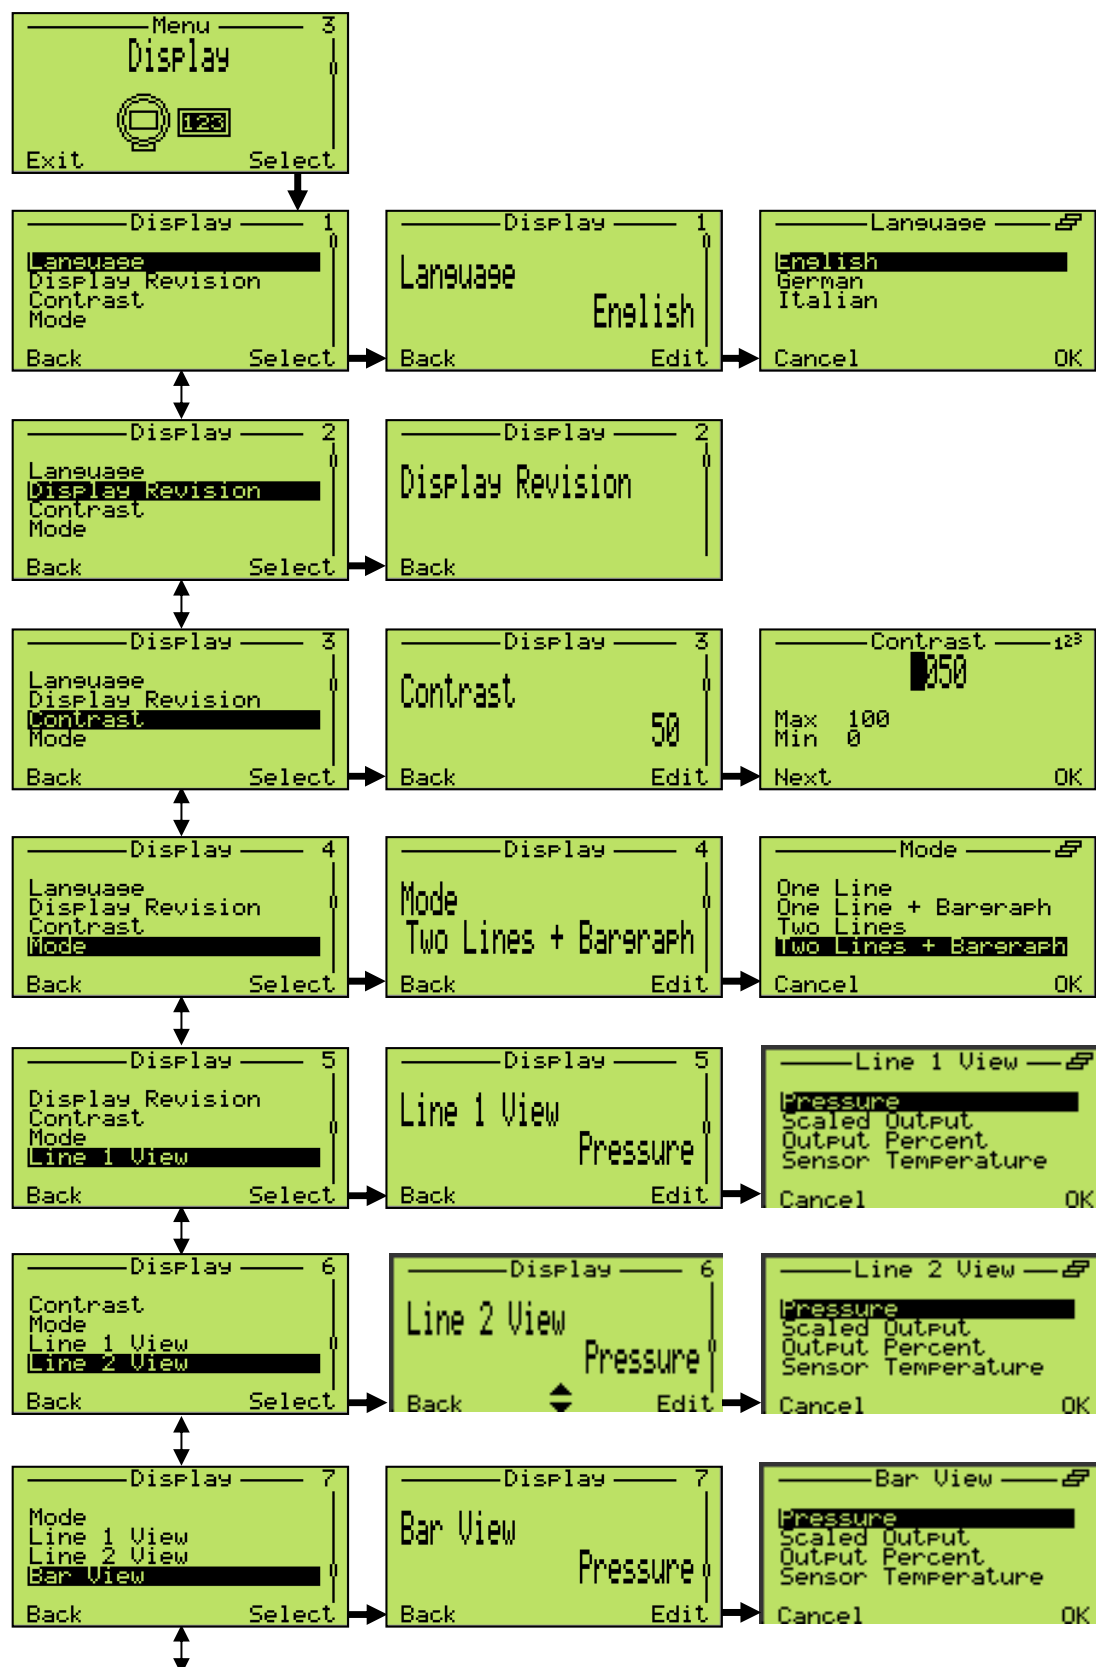 Menu 3
Display
123
Exit Select
Display 1
Language
Display Revision
Contrast
Mode
Back Select
Display 1
Language
English
Back Edit
Language
English
German
Italian
Cancel OK
Display 2
Language
Display Revision
Contrast
Mode
Back Select
Display 2
Display Revision
Back
Display 3
Language
Display Revision
Contrast
Mode
Back Select
Display 3
Contrast
50
Back Edit
Contrast 123
050
Max 100
Min 0
Next OK
Display 4
Language
Display Revision
Contrast
Mode
Back Select
Display 4
Mode
Two Lines + Bargraph
Back Edit
Mode
One Line
One Line + Bargraph
Two Lines
Two Lines + Bargraph
Cancel OK
Display 5
Display Revision
Contrast
Mode
Line 1 View
Back Select
Display 5
Line 1 View
Pressure
Back Edit
Line 1 View
Pressure
Scaled Output
Output Percent
Sensor Temperature
Cancel OK
Display 6
Contrast
Mode
Line 1 View
Line 2 View
Back Select
Display 6
Line 2 View
Pressure
Back Edit
Line 2 View
Pressure
Scaled Output
Output Percent
Sensor Temperature
Cancel OK
Display 7
Mode
Line 1 View
Line 2 View
Bar View
Back Select
Display 7
Bar View
Pressure
Back Edit
Bar View
Pressure
Scaled Output
Output Percent
Sensor Temperature
Cancel OK